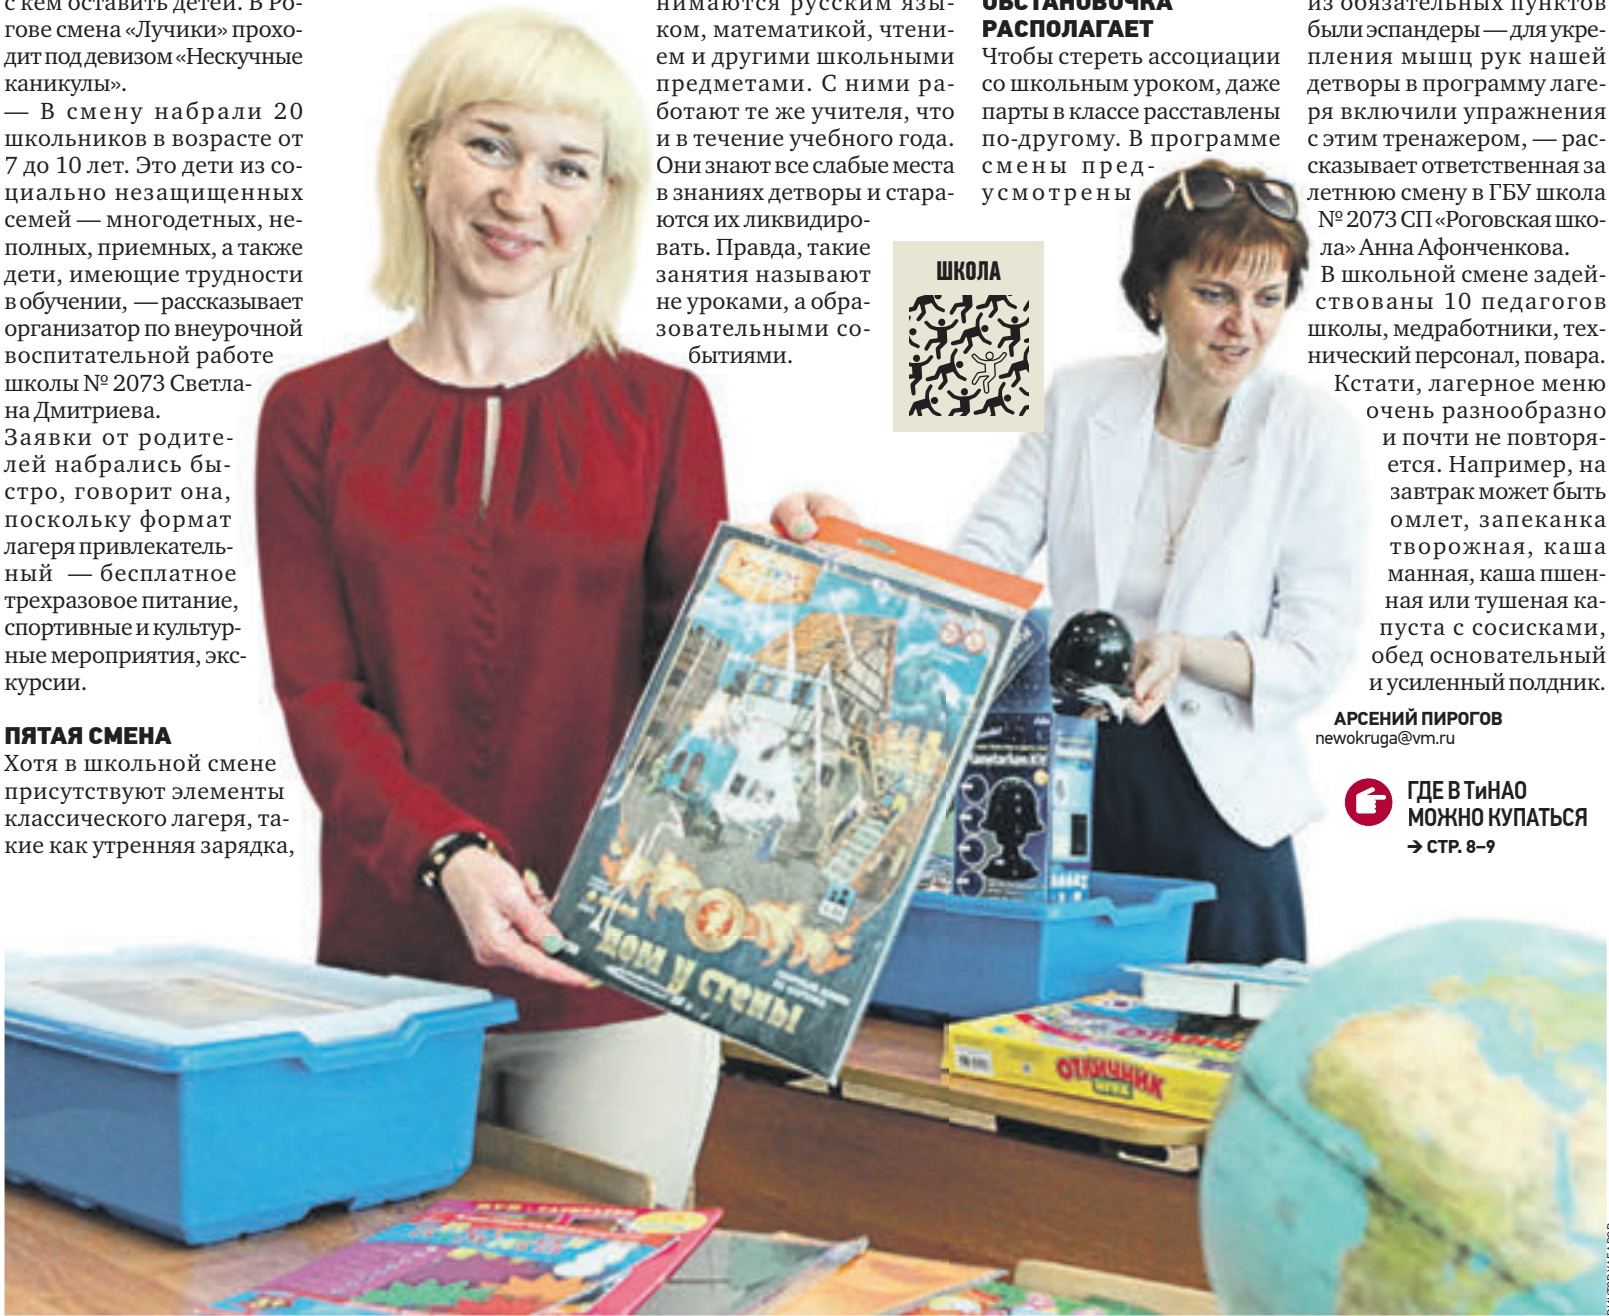 с кем оставить детей. В Ро-
гове смена «Лучики» прохо-
дит под девизом «Нескучные
каникулы».
— В смену набрали 20
школьников в возрасте от
7 до 10 лет. Это дети из со-
циально незащищенных
семей — многодетных, не-
полных, приемных, а также
дети, имеющие трудности
в обучении, — рассказывает
организатор по внеурочной
воспитательной работе
школы № 2073 Светла-
на Дмитриева.
Заявки от родите-
лей набрались бы-
стро, говорит она,
поскольку формат
лагеря привлекатель-
ный — бесплатное
трехразовое питание,
спортивные и культур-
ные мероприятия, экс-
курсии.
ПЯТАЯ СМЕНА
Хотя в школьной смене
присутствуют элементы
классического лагеря, та-
кие как утренняя зарядка,
нимаются русским язы-
ком, математикой, чтени-
ем и другими школьными
предметами. С ними ра-
ботают те же учителя, что
и в течение учебного года.
Они знают все слабые места
в знаниях детворы и стара-
ются их ликвидиро-
вать. Правда, такие
занятия называют
не уроками, а обра-
зовательными со-
бытиями.
ОБСТАНОВОЧКА
РАСПОЛАГАЕТ
Чтобы стереть ассоциации
со школьным уроком, даже
парты в классе расставлены
по-другому. В программе
смены пред-
усмотрены
ШКОЛА
из обязательных пунктов
были эспандеры — для укре-
пления мышц рук нашей
детворы в программу лаге-
ря включили упражнения
с этим тренажером, — рас-
сказывает ответственная за
летнюю смену в ГБУ школа
№ 2073 СП «Роговская шко-
ла» Анна Афонченкова.
В школьной смене задей-
ствованы 10 педагогов
школы, медработники, тех-
нический персонал, повара.
Кстати, лагерное меню
очень разнообразно
и почти не повторя-
ется. Например, на
завтрак может быть
омлет, запеканка
творожная, каша
манная, каша пшен-
ная или тушеная ка-
пуста с сосисками,
обед основательный
и усиленный полдник.
АРСЕНИЙ ПИРОГОВ
newokruga@vm.ru
ГДЕ В ТиНАО
МОЖНО КУПАТЬСЯ
→ СТР. 8–9
дом у стены
ОТЛИЧНИК